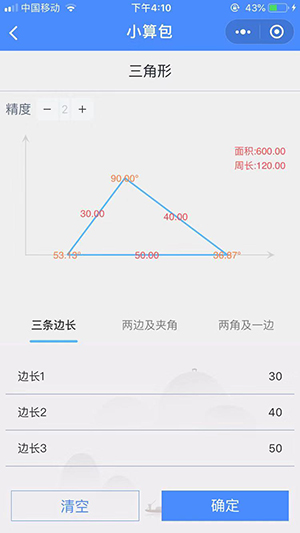 中国移动 下午4:10 43%
小算包
三角形
精度 − 2 +
面积:600.00
周长:120.00
90.00°
30.00 40.00
53.13° 50.00 36.87°
三条边长 两边及夹角 两角及一边
边长1 30
边长2 40
边长3 50
清空 确定